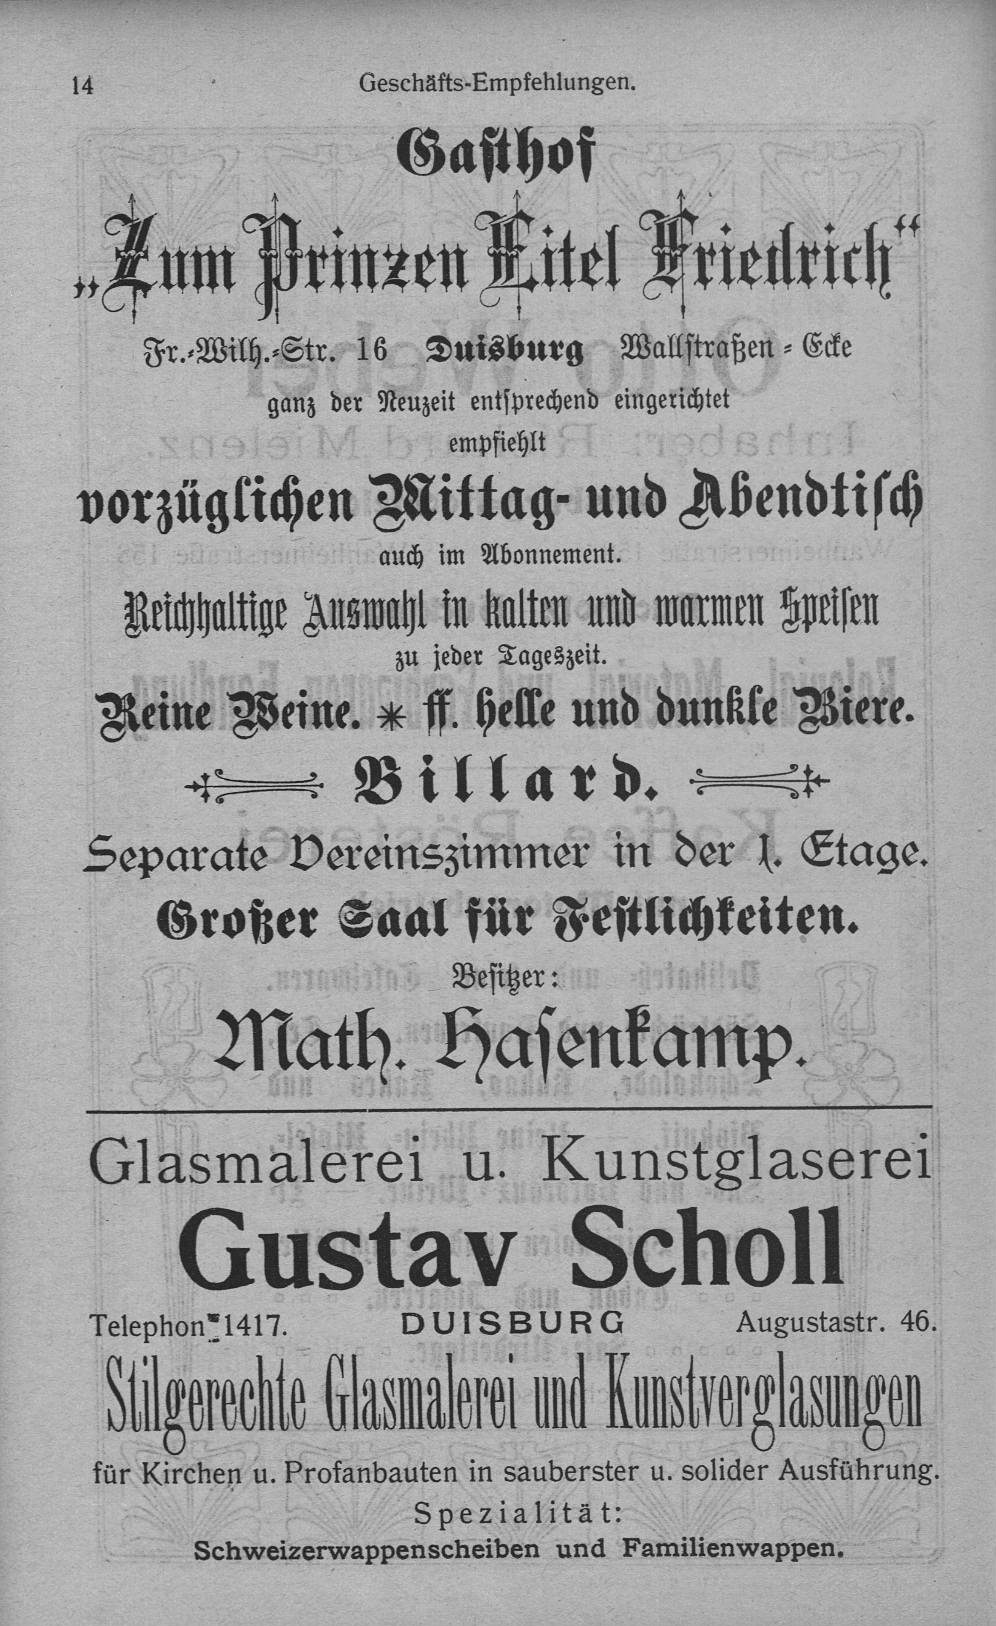 14
Geschäfts-Empfehlungen.
Gasthof
„Zum Prinzen Eitel Friedrich“
Fr.-Wilh.-Str. 16 Duisburg Wallstraßen-Ecke
ganz der Neuzeit entsprechend eingerichtet
empfiehlt
vorzüglichen Mittag- und Abendtisch
auch im Abonnement.
Reichhaltige Auswahl in kalten und warmen Speisen
zu jeder Tageszeit.
Reine Weine. * ff. helle und dunkle Biere.
Billard.
Separate Vereinszimmer in der I. Etage.
Großer Saal für Festlichkeiten.
Besitzer:
Math. Hasenkamp.
Glasmalerei u. Kunstglaserei
Gustav Scholl
Telephon 1417. DUISBURG Augustastr. 46.
Stilgerechte Glasmalerei und Kunstverglasungen
für Kirchen u. Profanbauten in sauberster u. solider Ausführung.
Spezialität:
Schweizerwappenscheiben und Familienwappen.